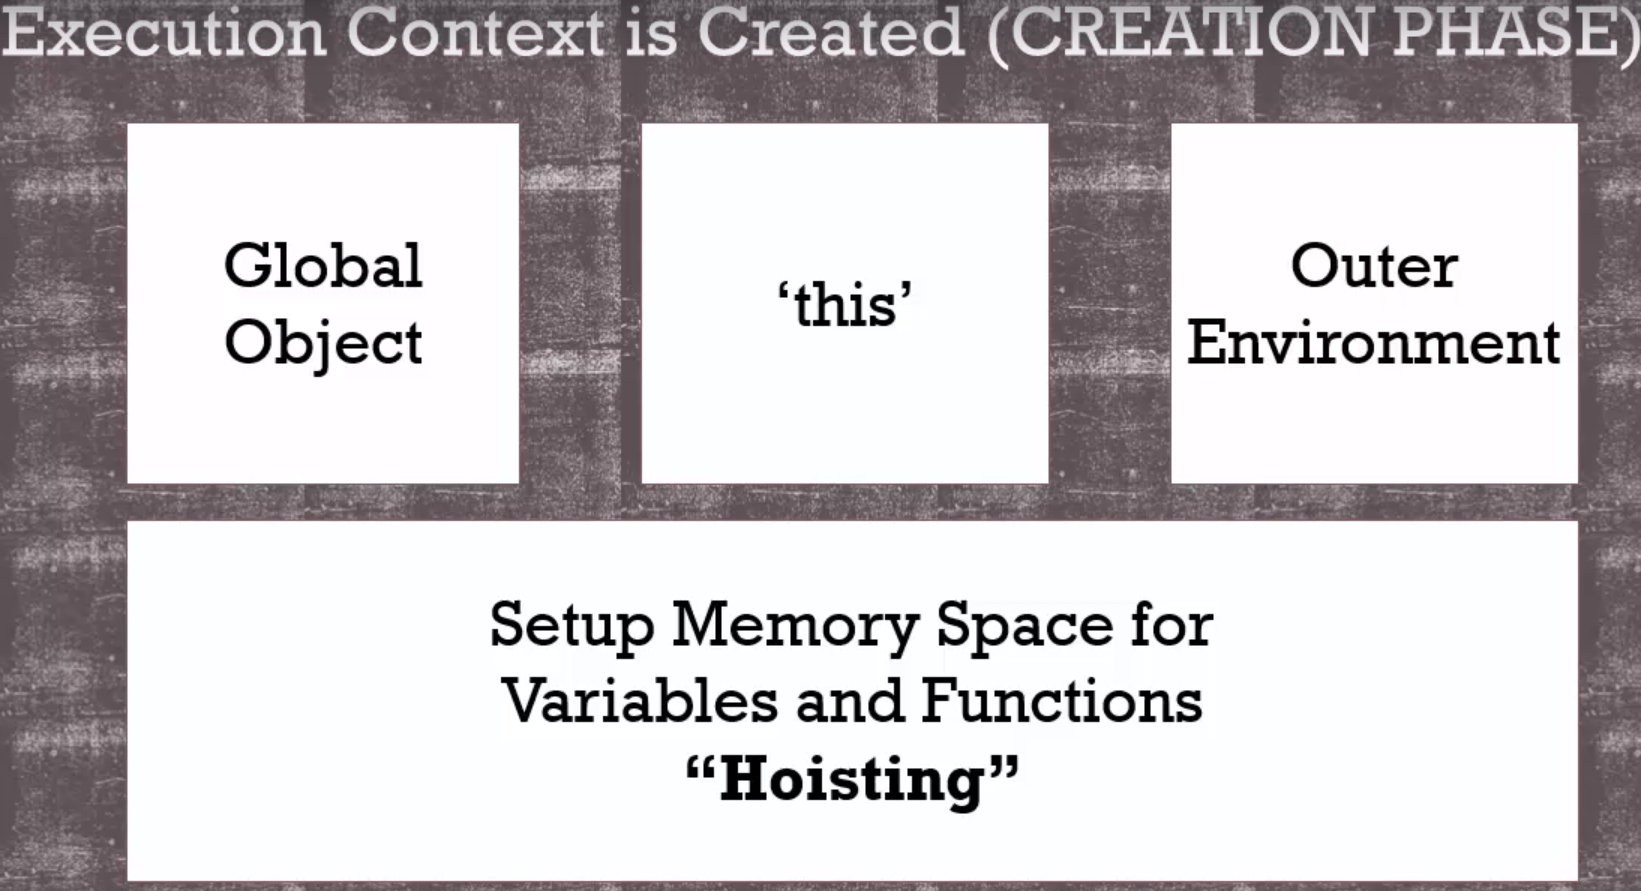 Execution Context is Created (CREATION PHASE)
Global
Object
‘this’
Outer
Environment
Setup Memory Space for
Variables and Functions
“Hoisting”